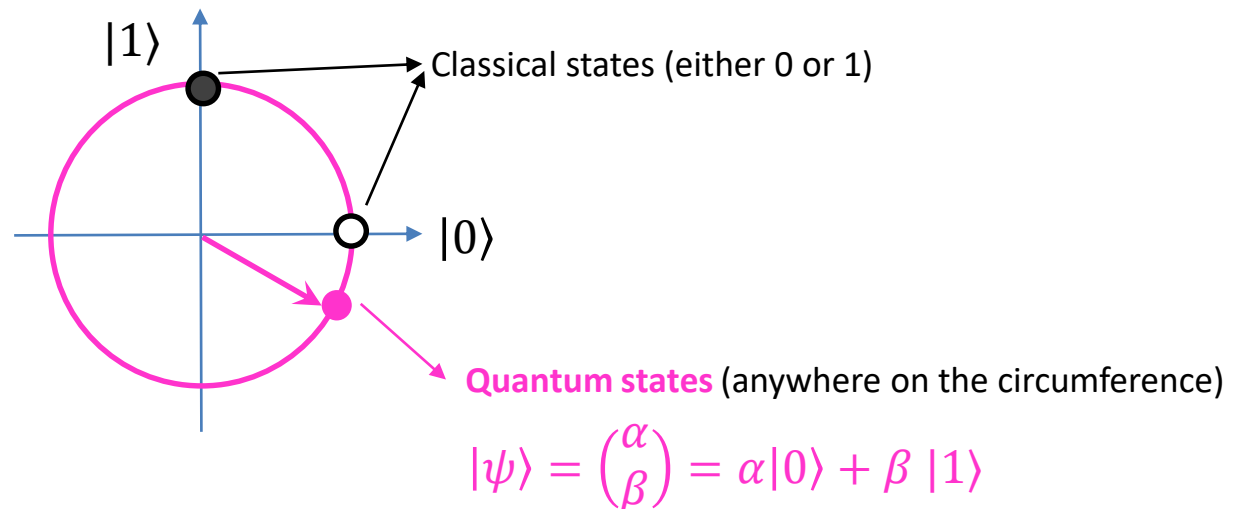 |1⟩
Classical states (either 0 or 1)
|0⟩
Quantum states (anywhere on the circumference)
|ψ⟩ = (α β) = α|0⟩ + β |1⟩